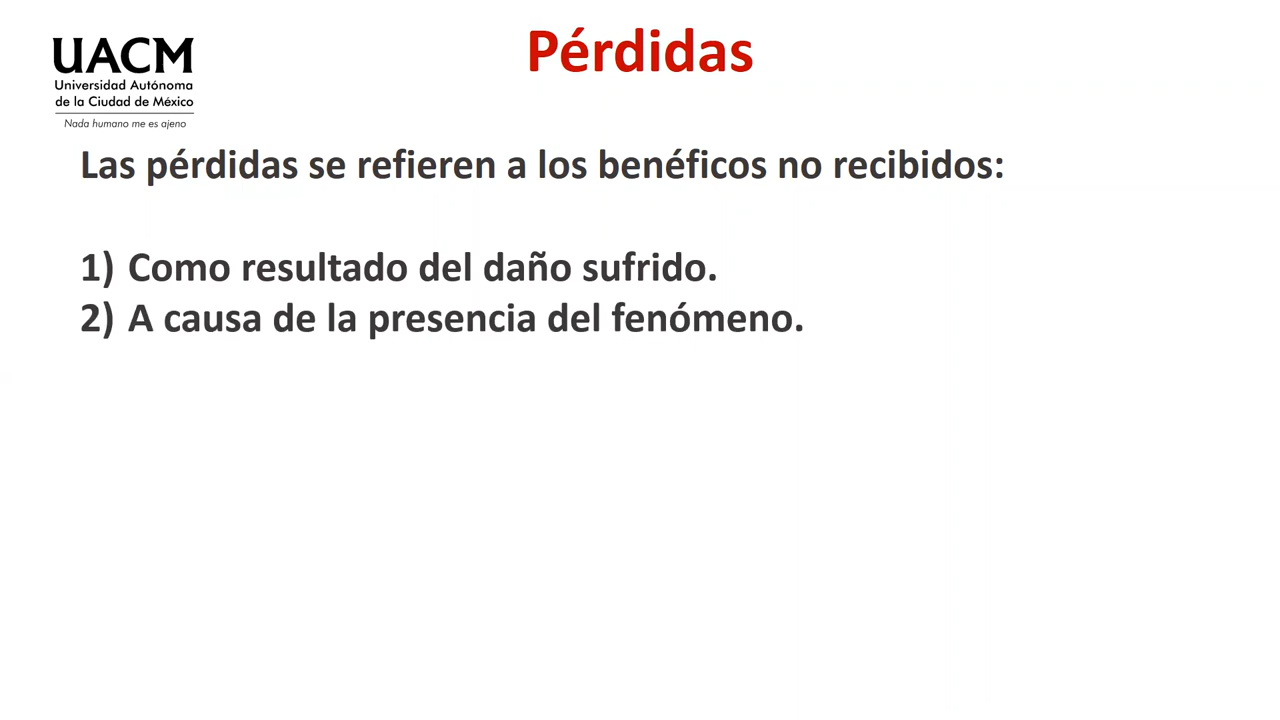 Pérdidas
UACM
Universidad Autónoma
de la Ciudad de México
Nada humano me es ajeno
Las pérdidas se refieren a los benéficos no recibidos:
1) Como resultado del daño sufrido.
2) A causa de la presencia del fenómeno.